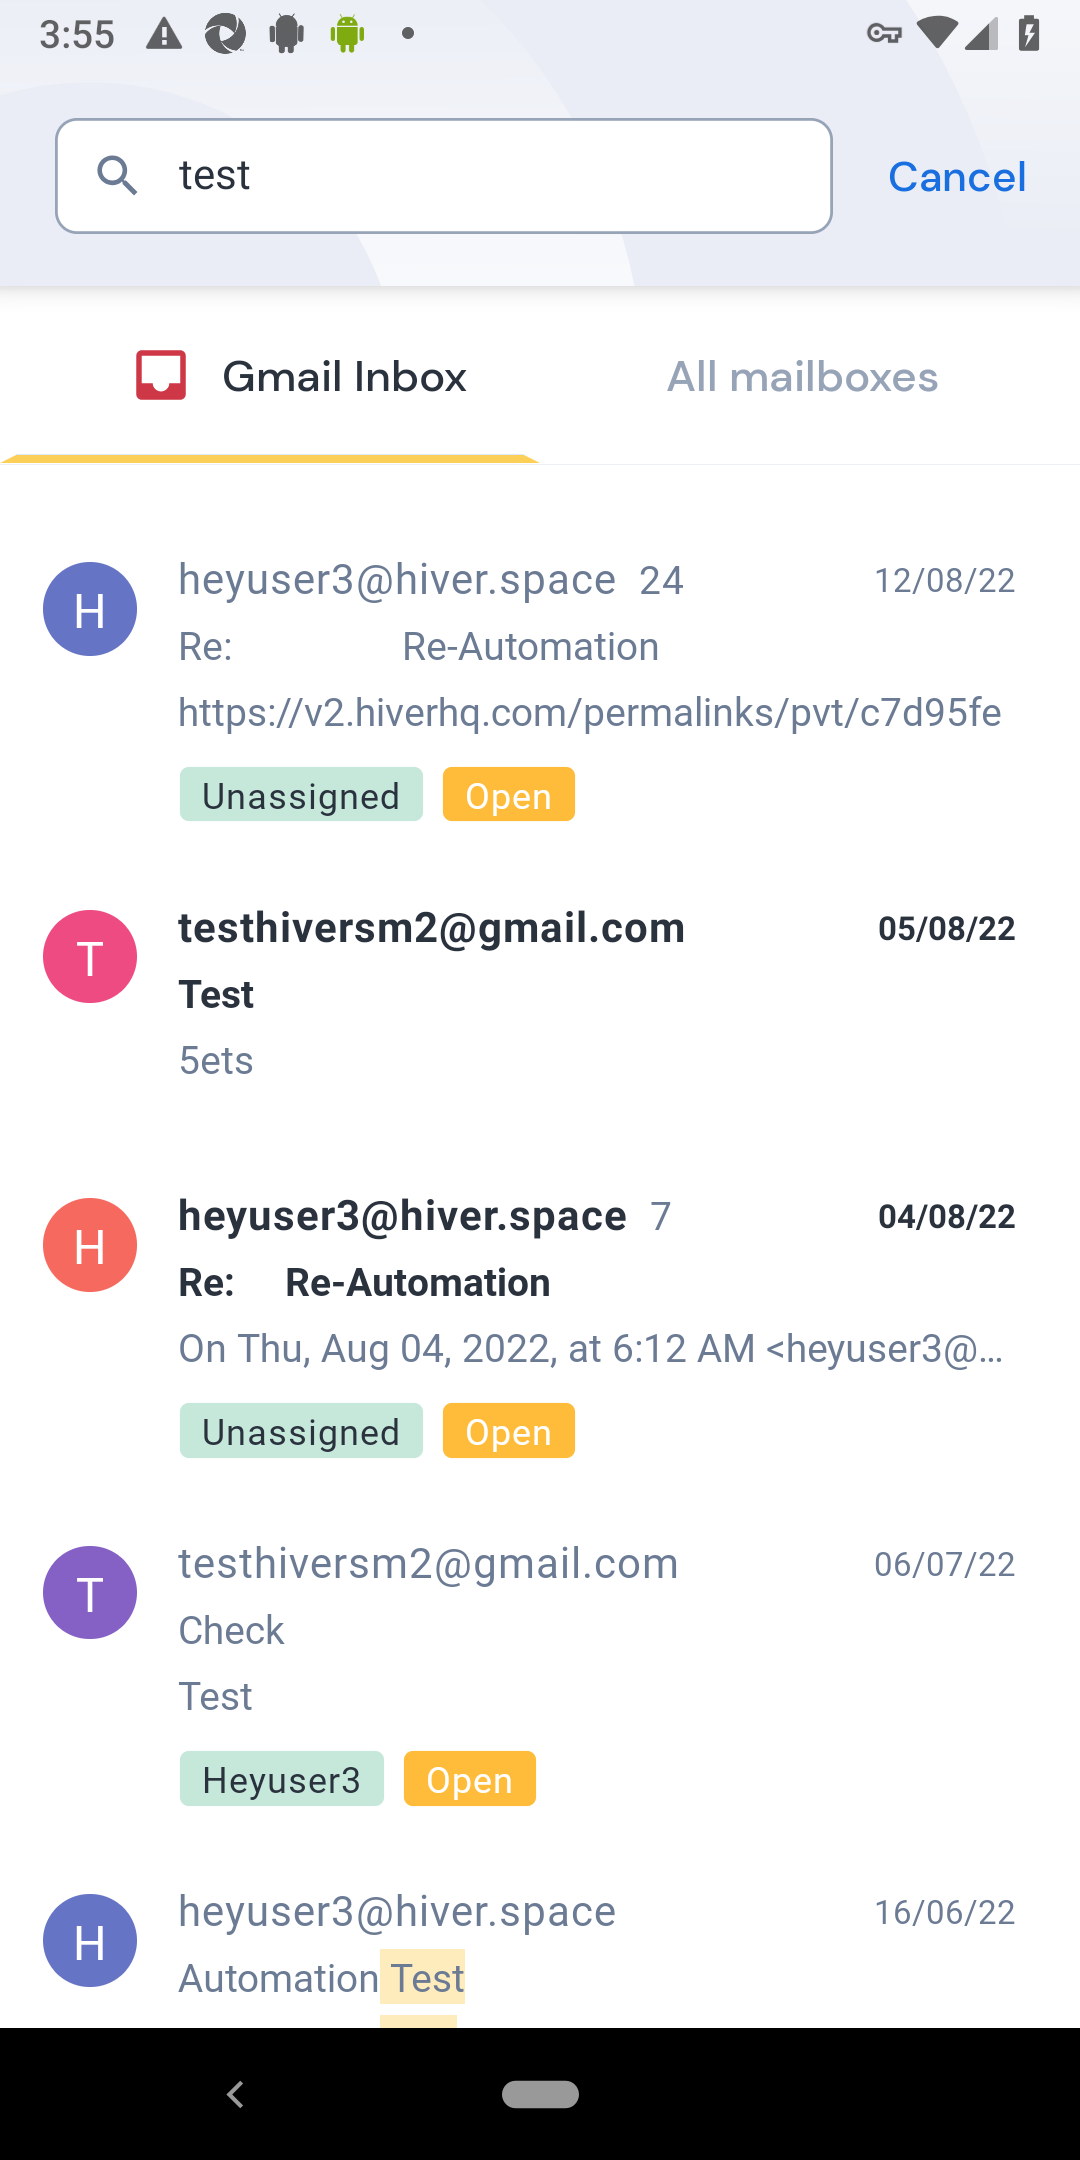 3:55
test
Cancel
Gmail Inbox
All mailboxes
H
heyuser3@hiver.space 24
12/08/22
Re: Re-Automation
https://v2.hiverhq.com/permalinks/pvt/c7d95fe
Unassigned
Open
T
testhiversm2@gmail.com
05/08/22
Test
5ets
H
heyuser3@hiver.space 7
04/08/22
Re: Re-Automation
On Thu, Aug 04, 2022, at 6:12 AM <heyuser3@...
Unassigned
Open
T
testhiversm2@gmail.com
06/07/22
Check
Test
Heyuser3
Open
H
heyuser3@hiver.space
16/06/22
Automation Test